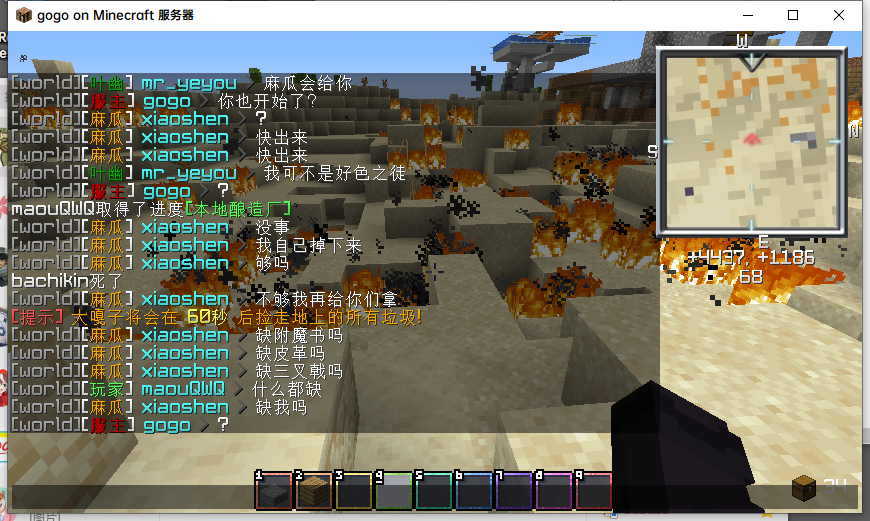 gogo on Minecraft 服务器
W
[world][叶幽] mr_yeyou > 麻瓜会给你
[world][服主] gogo > 你也开始了?
[world][麻瓜] xiaoshen > ?
[world][麻瓜] xiaoshen > 快出来
[world][麻瓜] xiaoshen > 快出来
[world][叶幽] mr_yeyou > 我可不是好色之徒
[world][服主] gogo > ?
maouQWQ取得了进度[本地酿造厂]
[world][麻瓜] xiaoshen > 没事
[world][麻瓜] xiaoshen > 我自己掉下来
[world][麻瓜] xiaoshen > 够吗
bachikin死了
[world][麻瓜] xiaoshen > 不够我再给你们拿
[提示] 大嘎子将会在 60秒 后捡走地上的所有垃圾!
[world][麻瓜] xiaoshen > 缺附魔书吗
[world][麻瓜] xiaoshen > 缺皮革吗
[world][麻瓜] xiaoshen > 缺三叉戟吗
[world][玩家] maouQWQ > 什么都缺
[world][麻瓜] xiaoshen > 缺我吗
[world][服主] gogo > ?
N
S
E
+4437, +1186
68
1 2 3 4 5 6 7 8 9
34